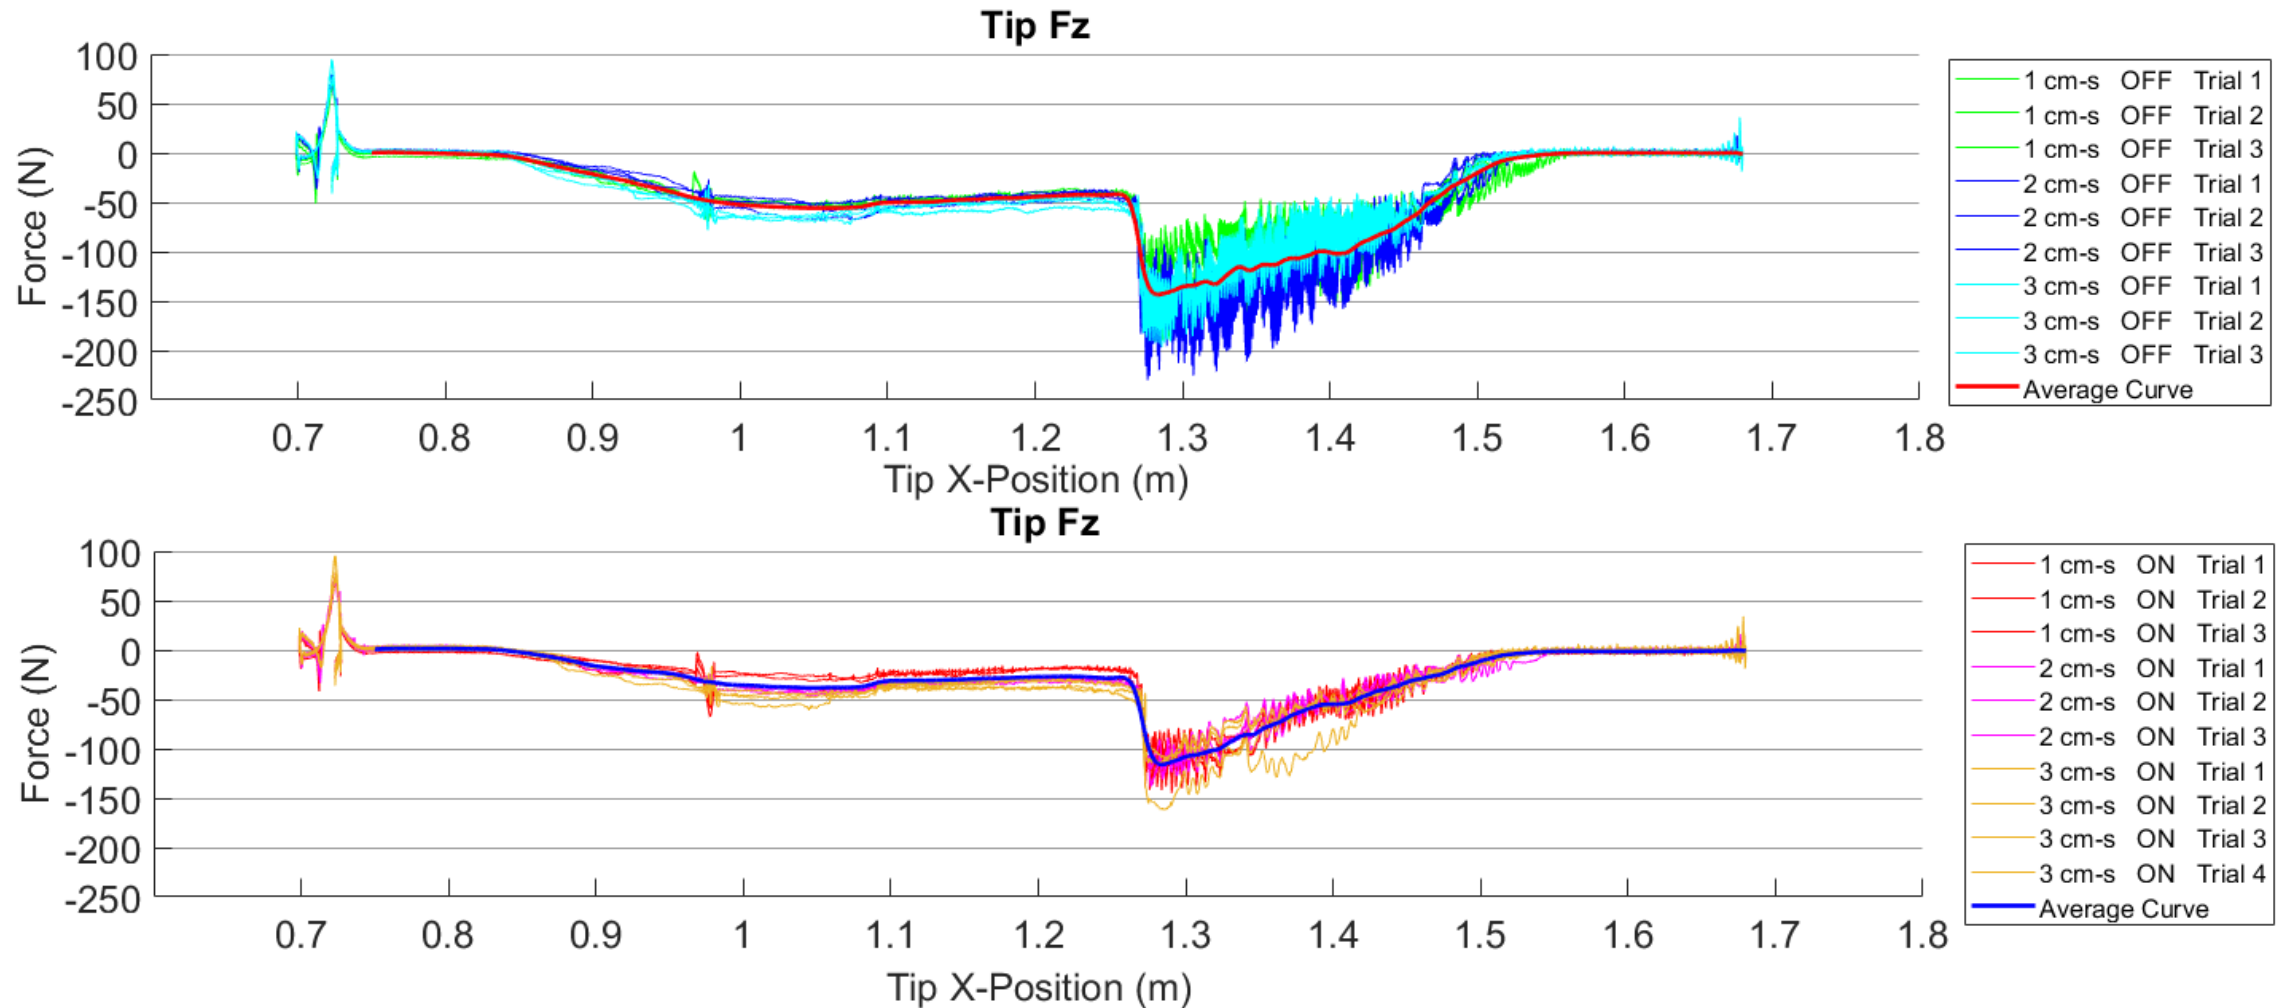 Tip Fz
100
50
0
-50
-100
-150
-200
-250
Force (N)
0.7 0.8 0.9 1 1.1 1.2 1.3 1.4 1.5 1.6 1.7 1.8
Tip X-Position (m)
1 cm-s OFF Trial 1
1 cm-s OFF Trial 2
1 cm-s OFF Trial 3
2 cm-s OFF Trial 1
2 cm-s OFF Trial 2
2 cm-s OFF Trial 3
3 cm-s OFF Trial 1
3 cm-s OFF Trial 2
3 cm-s OFF Trial 3
Average Curve
Tip Fz
100
50
0
-50
-100
-150
-200
-250
Force (N)
0.7 0.8 0.9 1 1.1 1.2 1.3 1.4 1.5 1.6 1.7 1.8
Tip X-Position (m)
1 cm-s ON Trial 1
1 cm-s ON Trial 2
1 cm-s ON Trial 3
2 cm-s ON Trial 1
2 cm-s ON Trial 2
2 cm-s ON Trial 3
3 cm-s ON Trial 1
3 cm-s ON Trial 2
3 cm-s ON Trial 3
3 cm-s ON Trial 4
Average Curve